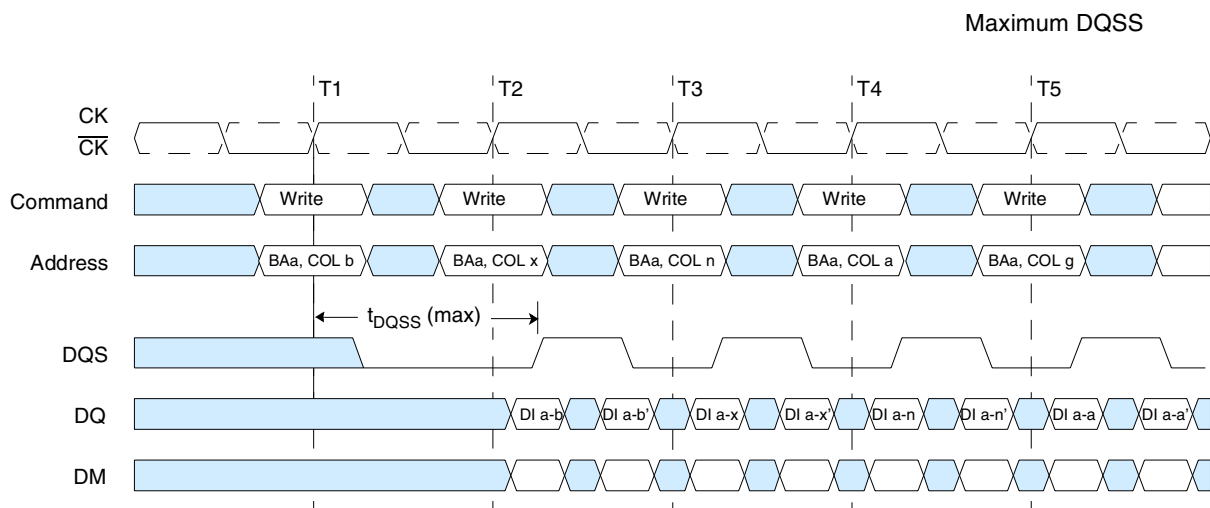 Maximum DQSS
T1 T2 T3 T4 T5
CK
CK
Command Write Write Write Write Write
Address BAa, COL b BAa, COL x BAa, COL n BAa, COL a BAa, COL g
tDQSS (max)
DQS
DQ DI a-b DI a-b’ DI a-x DI a-x’ DI a-n DI a-n’ DI a-a DI a-a’
DM